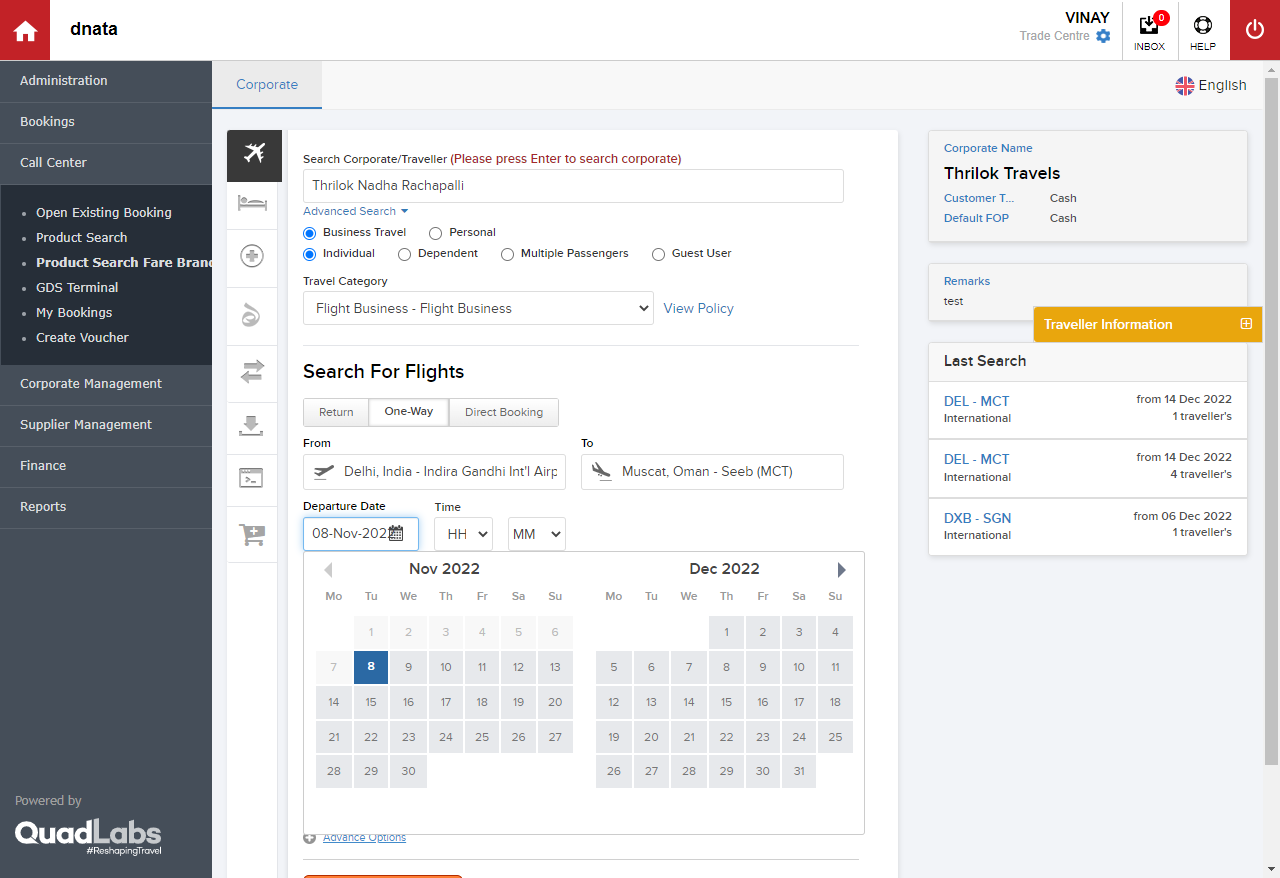 dnata
VINAY
Trade Centre
0
INBOX
HELP
Administration
Bookings
Call Center
Open Existing Booking
Product Search
Product Search Fare Bran
GDS Terminal
My Bookings
Create Voucher
Corporate Management
Supplier Management
Finance
Reports
Powered by
QuadLabs
#ReshapingTravel
Corporate
English
Search Corporate/Traveller (Please press Enter to search corporate)
Thrilok Nadha Rachapalli
Advanced Search
Business Travel Personal
Individual Dependent Multiple Passengers Guest User
Travel Category
Flight Business - Flight Business View Policy
Search For Flights
Return One-Way Direct Booking
From To
Delhi, India - Indira Gandhi Int'l Airp Muscat, Oman - Seeb (MCT)
Departure Date Time
08-Nov-2022 HH MM
Nov 2022 Dec 2022
Mo Tu We Th Fr Sa Su Mo Tu We Th Fr Sa Su
1 2 3 4 5 6 1 2 3 4
7 8 9 10 11 12 13 5 6 7 8 9 10 11
14 15 16 17 18 19 20 12 13 14 15 16 17 18
21 22 23 24 25 26 27 19 20 21 22 23 24 25
28 29 30 26 27 28 29 30 31
Advance Options
Corporate Name
Thrilok Travels
Customer T... Cash
Default FOP Cash
Remarks
test
Traveller Information
Last Search
DEL - MCT from 14 Dec 2022
International 1 traveller's
DEL - MCT from 14 Dec 2022
International 4 traveller's
DXB - SGN from 06 Dec 2022
International 1 traveller's